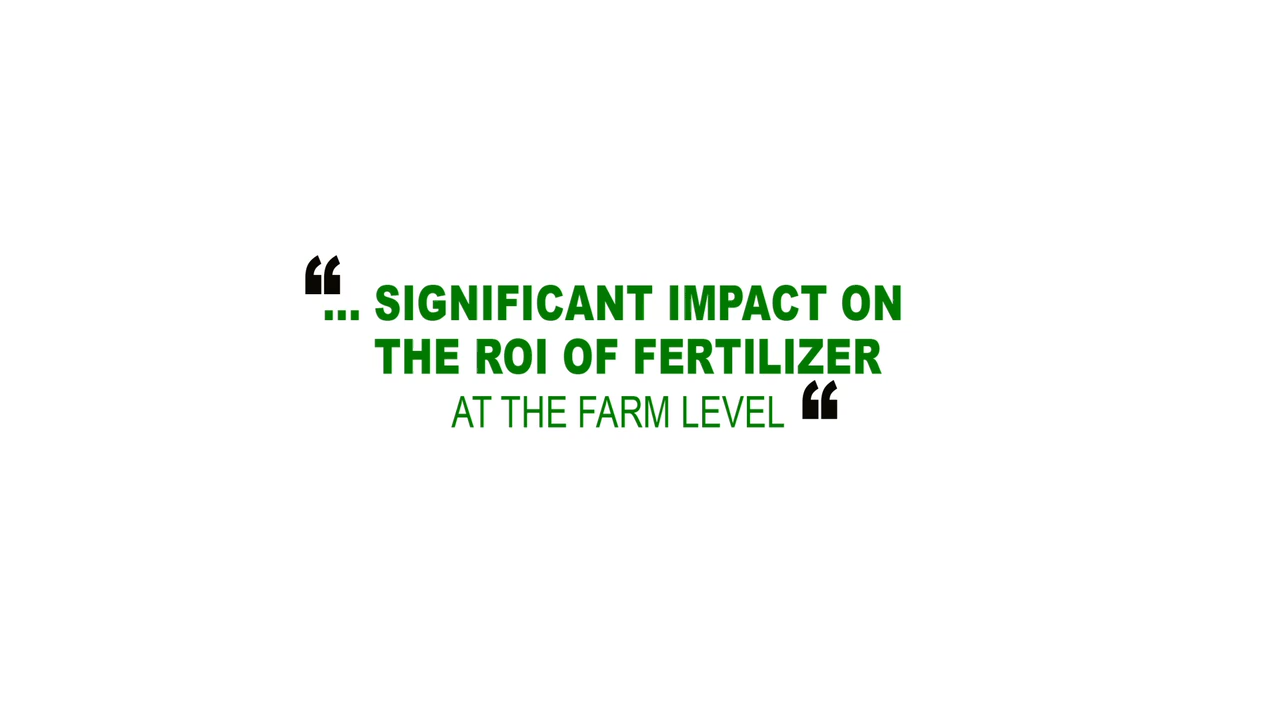 “... SIGNIFICANT IMPACT ON
THE ROI OF FERTILIZER
AT THE FARM LEVEL “